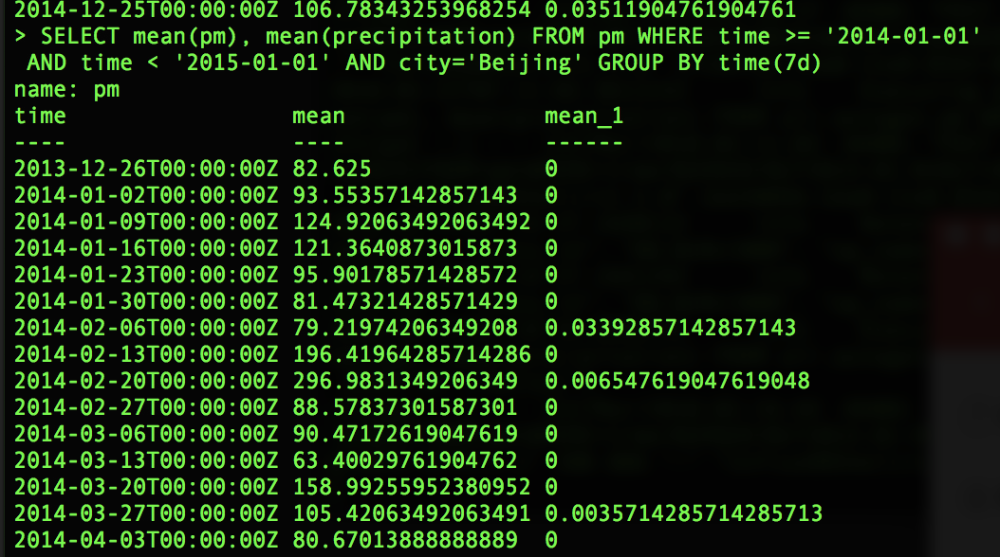 2014-12-25T00:00:00Z 106.78343253968254 0.03511904761904761
> SELECT mean(pm), mean(precipitation) FROM pm WHERE time >= '2014-01-01'
 AND time < '2015-01-01' AND city='Beijing' GROUP BY time(7d)
name: pm
time                 mean               mean_1
----                 ----               ------
2013-12-26T00:00:00Z 82.625             0
2014-01-02T00:00:00Z 93.55357142857143  0
2014-01-09T00:00:00Z 124.92063492063492 0
2014-01-16T00:00:00Z 121.3640873015873  0
2014-01-23T00:00:00Z 95.90178571428572  0
2014-01-30T00:00:00Z 81.47321428571429  0
2014-02-06T00:00:00Z 79.21974206349208  0.03392857142857143
2014-02-13T00:00:00Z 196.41964285714286 0
2014-02-20T00:00:00Z 296.9831349206349  0.006547619047619048
2014-02-27T00:00:00Z 88.57837301587301  0
2014-03-06T00:00:00Z 90.47172619047619  0
2014-03-13T00:00:00Z 63.40029761904762  0
2014-03-20T00:00:00Z 158.99255952380952 0
2014-03-27T00:00:00Z 105.42063492063491 0.0035714285714285713
2014-04-03T00:00:00Z 80.67013888888889  0